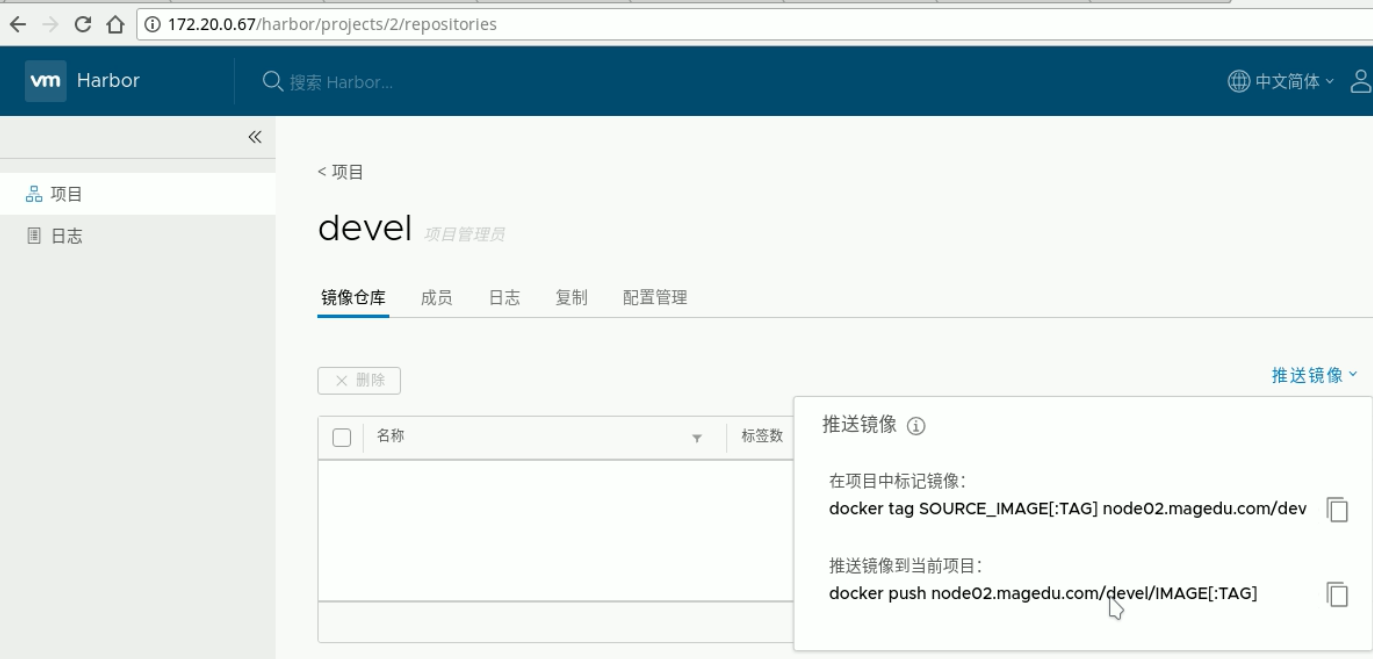 172.20.0.67/harbor/projects/2/repositories
vm Harbor
搜索 Harbor...
中文简体
项目
日志
< 项目
devel 项目管理员
镜像仓库 成员 日志 复制 配置管理
删除
推送镜像
名称 标签数
推送镜像
在项目中标记镜像：
docker tag SOURCE_IMAGE[:TAG] node02.magedu.com/dev
推送镜像到当前项目：
docker push node02.magedu.com/devel/IMAGE[:TAG]